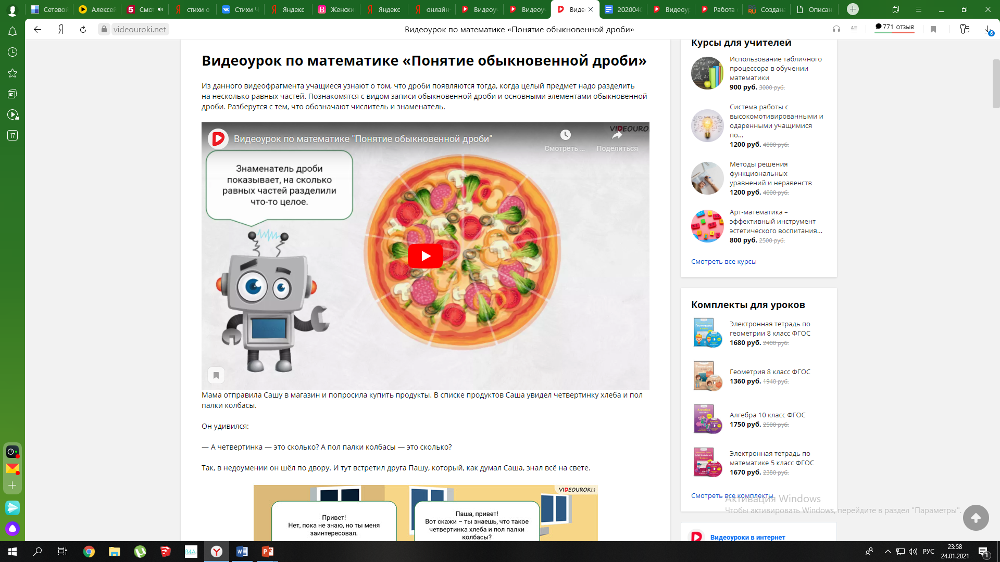 Сетевой
Алексей
Смот
стихи о
Стихи Ч
Яндекс
Женски
Яндекс
онлайн-
Видеоу
Видеоу
Виде
202004
Видеоур
Работа
Создана
Описан
videouroki.net
Видеоурок по математике «Понятие обыкновенной дроби»
771 отзыв
6
17
Видеоурок по математике «Понятие обыкновенной дроби»
Из данного видеофрагмента учащиеся узнают о том, что дроби появляются тогда, когда целый предмет надо разделить
на несколько равных частей. Познакомятся с видом записи обыкновенной дроби и основными элементами обыкновенной
дроби. Разберутся с тем, что обозначают числитель и знаменатель.
VIDEOURO
Видеоурок по математике "Понятие обыкновенной дроби"
Смотреть ...
Поделиться
Знаменатель дроби
показывает, на сколько
равных частей разделили
что-то целое.
Мама отправила Сашу в магазин и попросила купить продукты. В списке продуктов Саша увидел четвертинку хлеба и пол
палки колбасы.
Он удивился:
— А четвертинка — это сколько? А пол палки колбасы — это сколько?
Так, в недоумении он шёл по двору. И тут встретил друга Пашу, который, как думал Саша, знал всё на свете.
VIDEOUROKI
Привет!
Нет, пока не знаю, но ты меня
заинтересовал.
Паша, привет!
Вот скажи – ты знаешь, что такое
четвертинка хлеба и пол палки
колбасы?
Курсы для учителей
Использование табличного
процессора в обучении
математики
900 руб. 3000 руб.
Система работы с
высокомотивированными и
одаренными учащимися
по...
1200 руб. 4000 руб.
Методы решения
функциональных
уравнений и неравенств
1200 руб. 4000 руб.
Арт-математика –
эффективный инструмент
эстетического воспитания...
800 руб. 2500 руб.
Смотреть все курсы
Комплекты для уроков
Электронная тетрадь по
геометрии 8 класс ФГОС
1680 руб. 2400 руб.
Геометрия 8 класс ФГОС
1360 руб. 1940 руб.
Алгебра 10 класс ФГОС
1750 руб. 2500 руб.
Электронная тетрадь по
математике 5 класс ФГОС
1670 руб. 2380 руб.
Смотреть все комплекты
Активация Windows
Чтобы активировать Windows, перейдите в раздел "Параметры".
Видеоуроки в интернет
B4A
РУС
23:58
24.01.2021
1